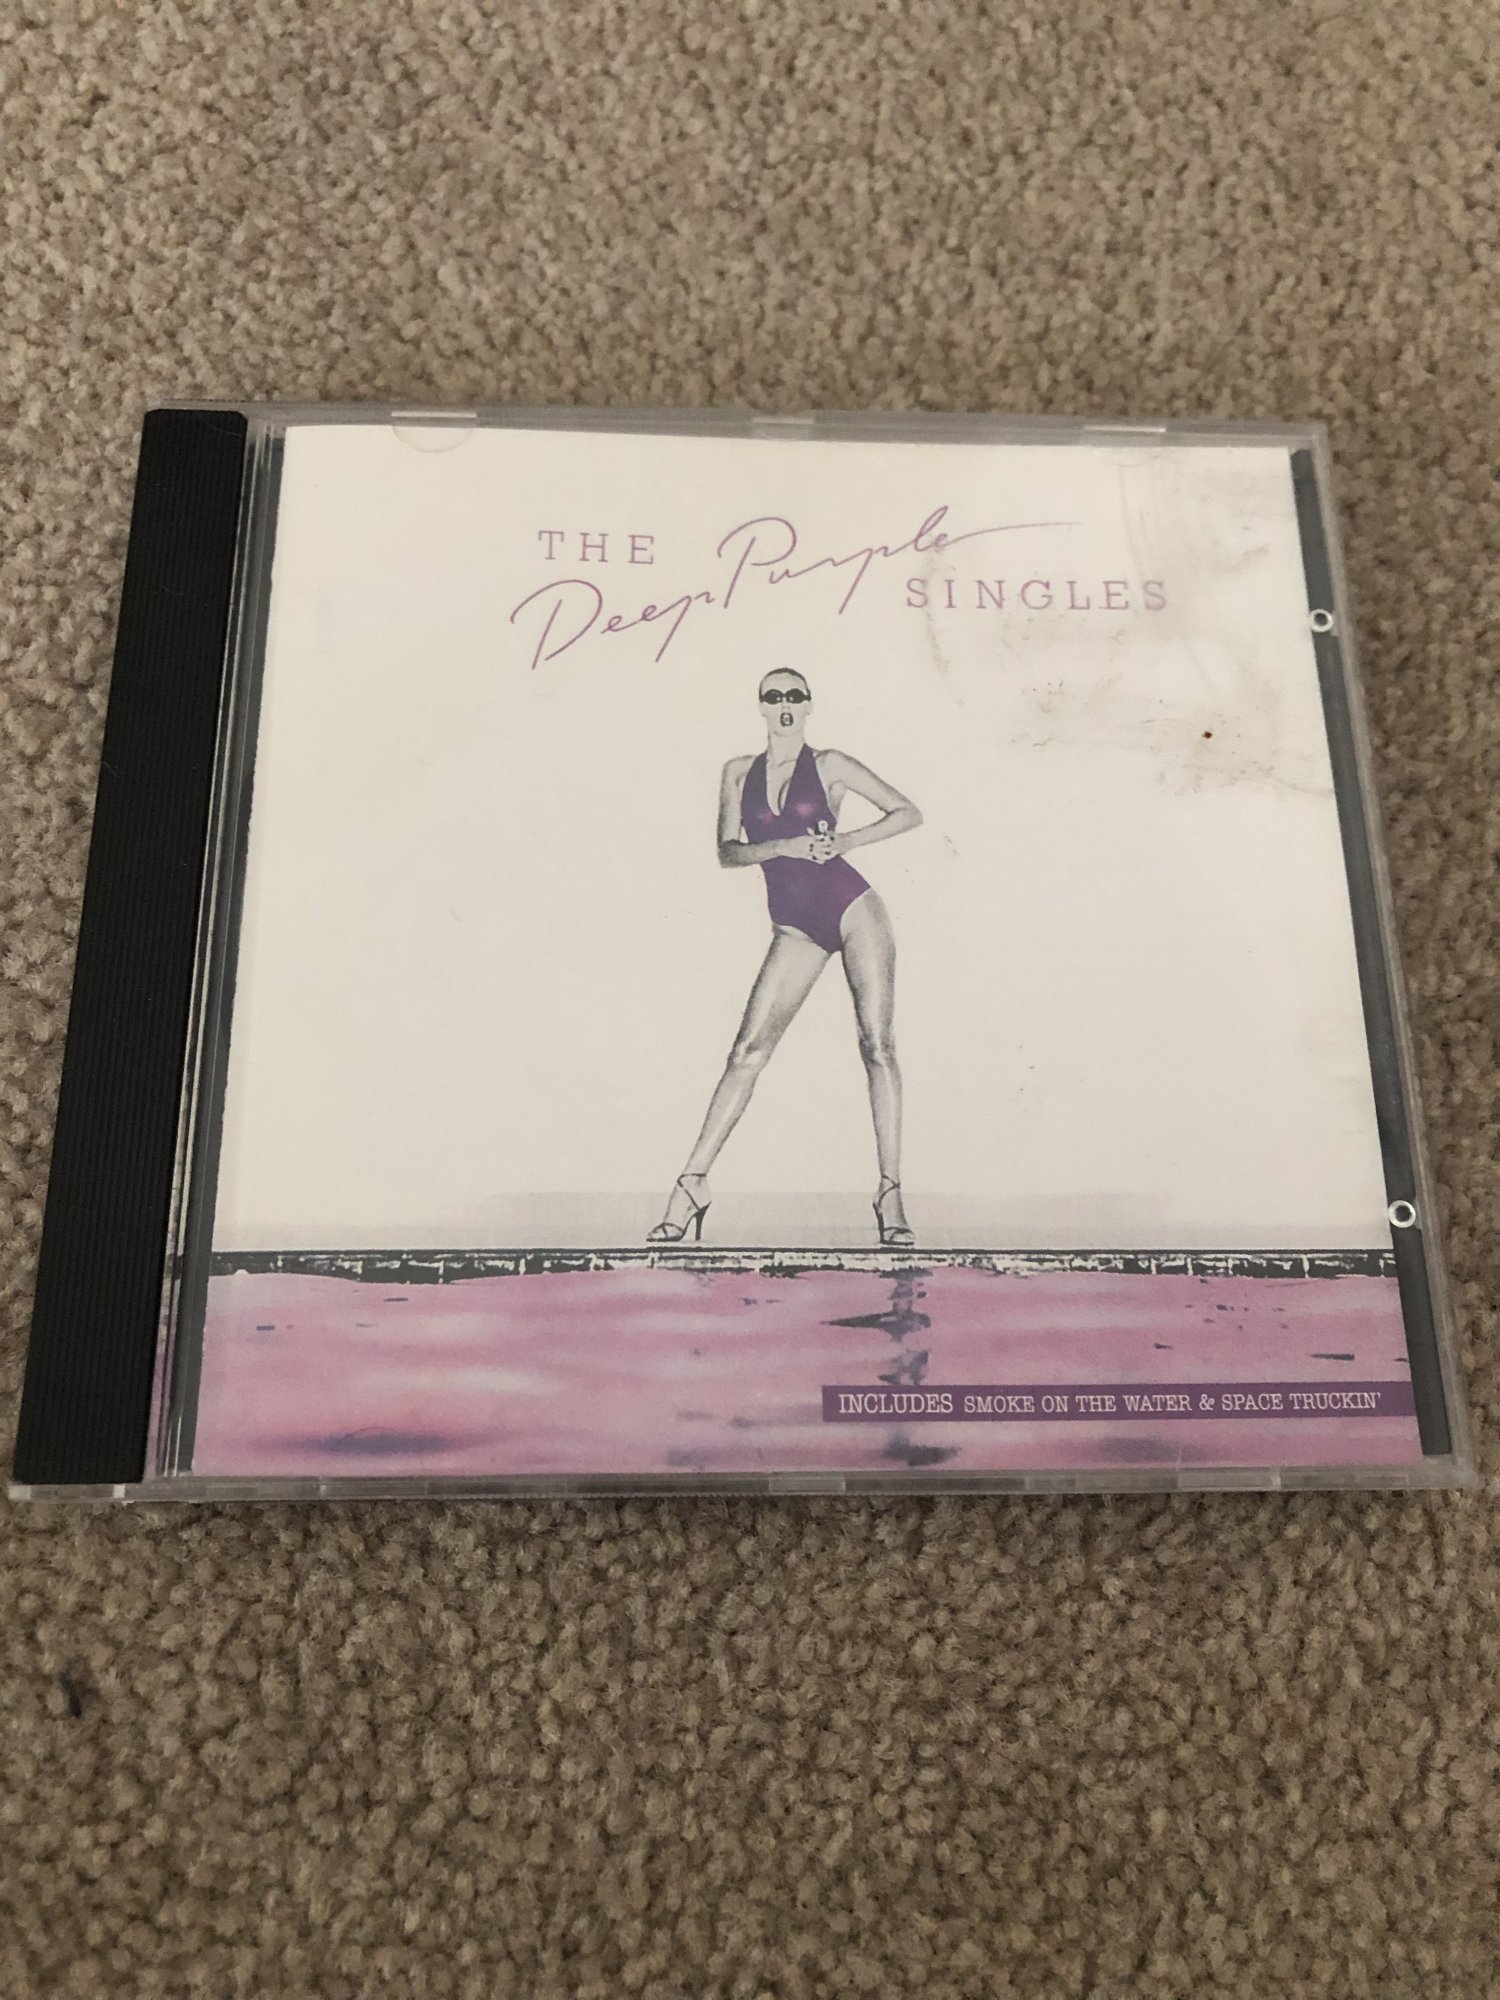 THE Deep Purple SINGLES
INCLUDES SMOKE ON THE WATER & SPACE TRUCKIN'